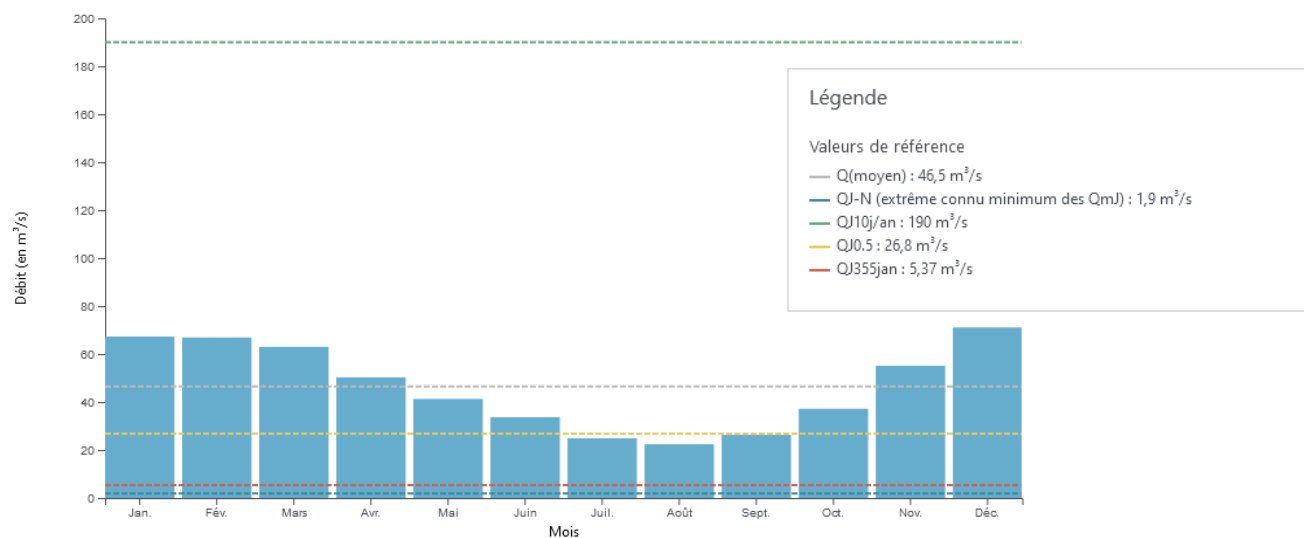 200
180
160
140
120
100
80
60
40
20
0
Débit (en m³/s)
Jan. Fév. Mars Avr. Mai Juin Juil. Août Sept. Oct. Nov. Déc.
Mois
Légende
Valeurs de référence
Q(moyen) : 46,5 m³/s
QJ-N (extrême connu minimum des QmJ) : 1,9 m³/s
QJ10j/an : 190 m³/s
QJ0.5 : 26,8 m³/s
QJ355jan : 5,37 m³/s